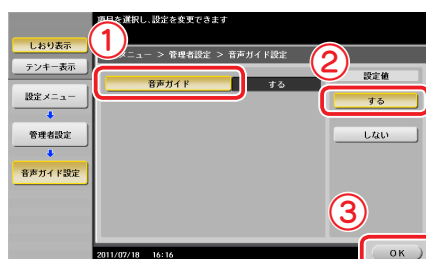 項目を選択し、設定を変更できます
①
しおり表示
テンキー表示
メニュー > 管理者設定 > 音声ガイド設定
②
設定値
音声ガイド
する
する
設定メニュー
管理者設定
しない
音声ガイド設定
③
2011/07/18 16:16
OK